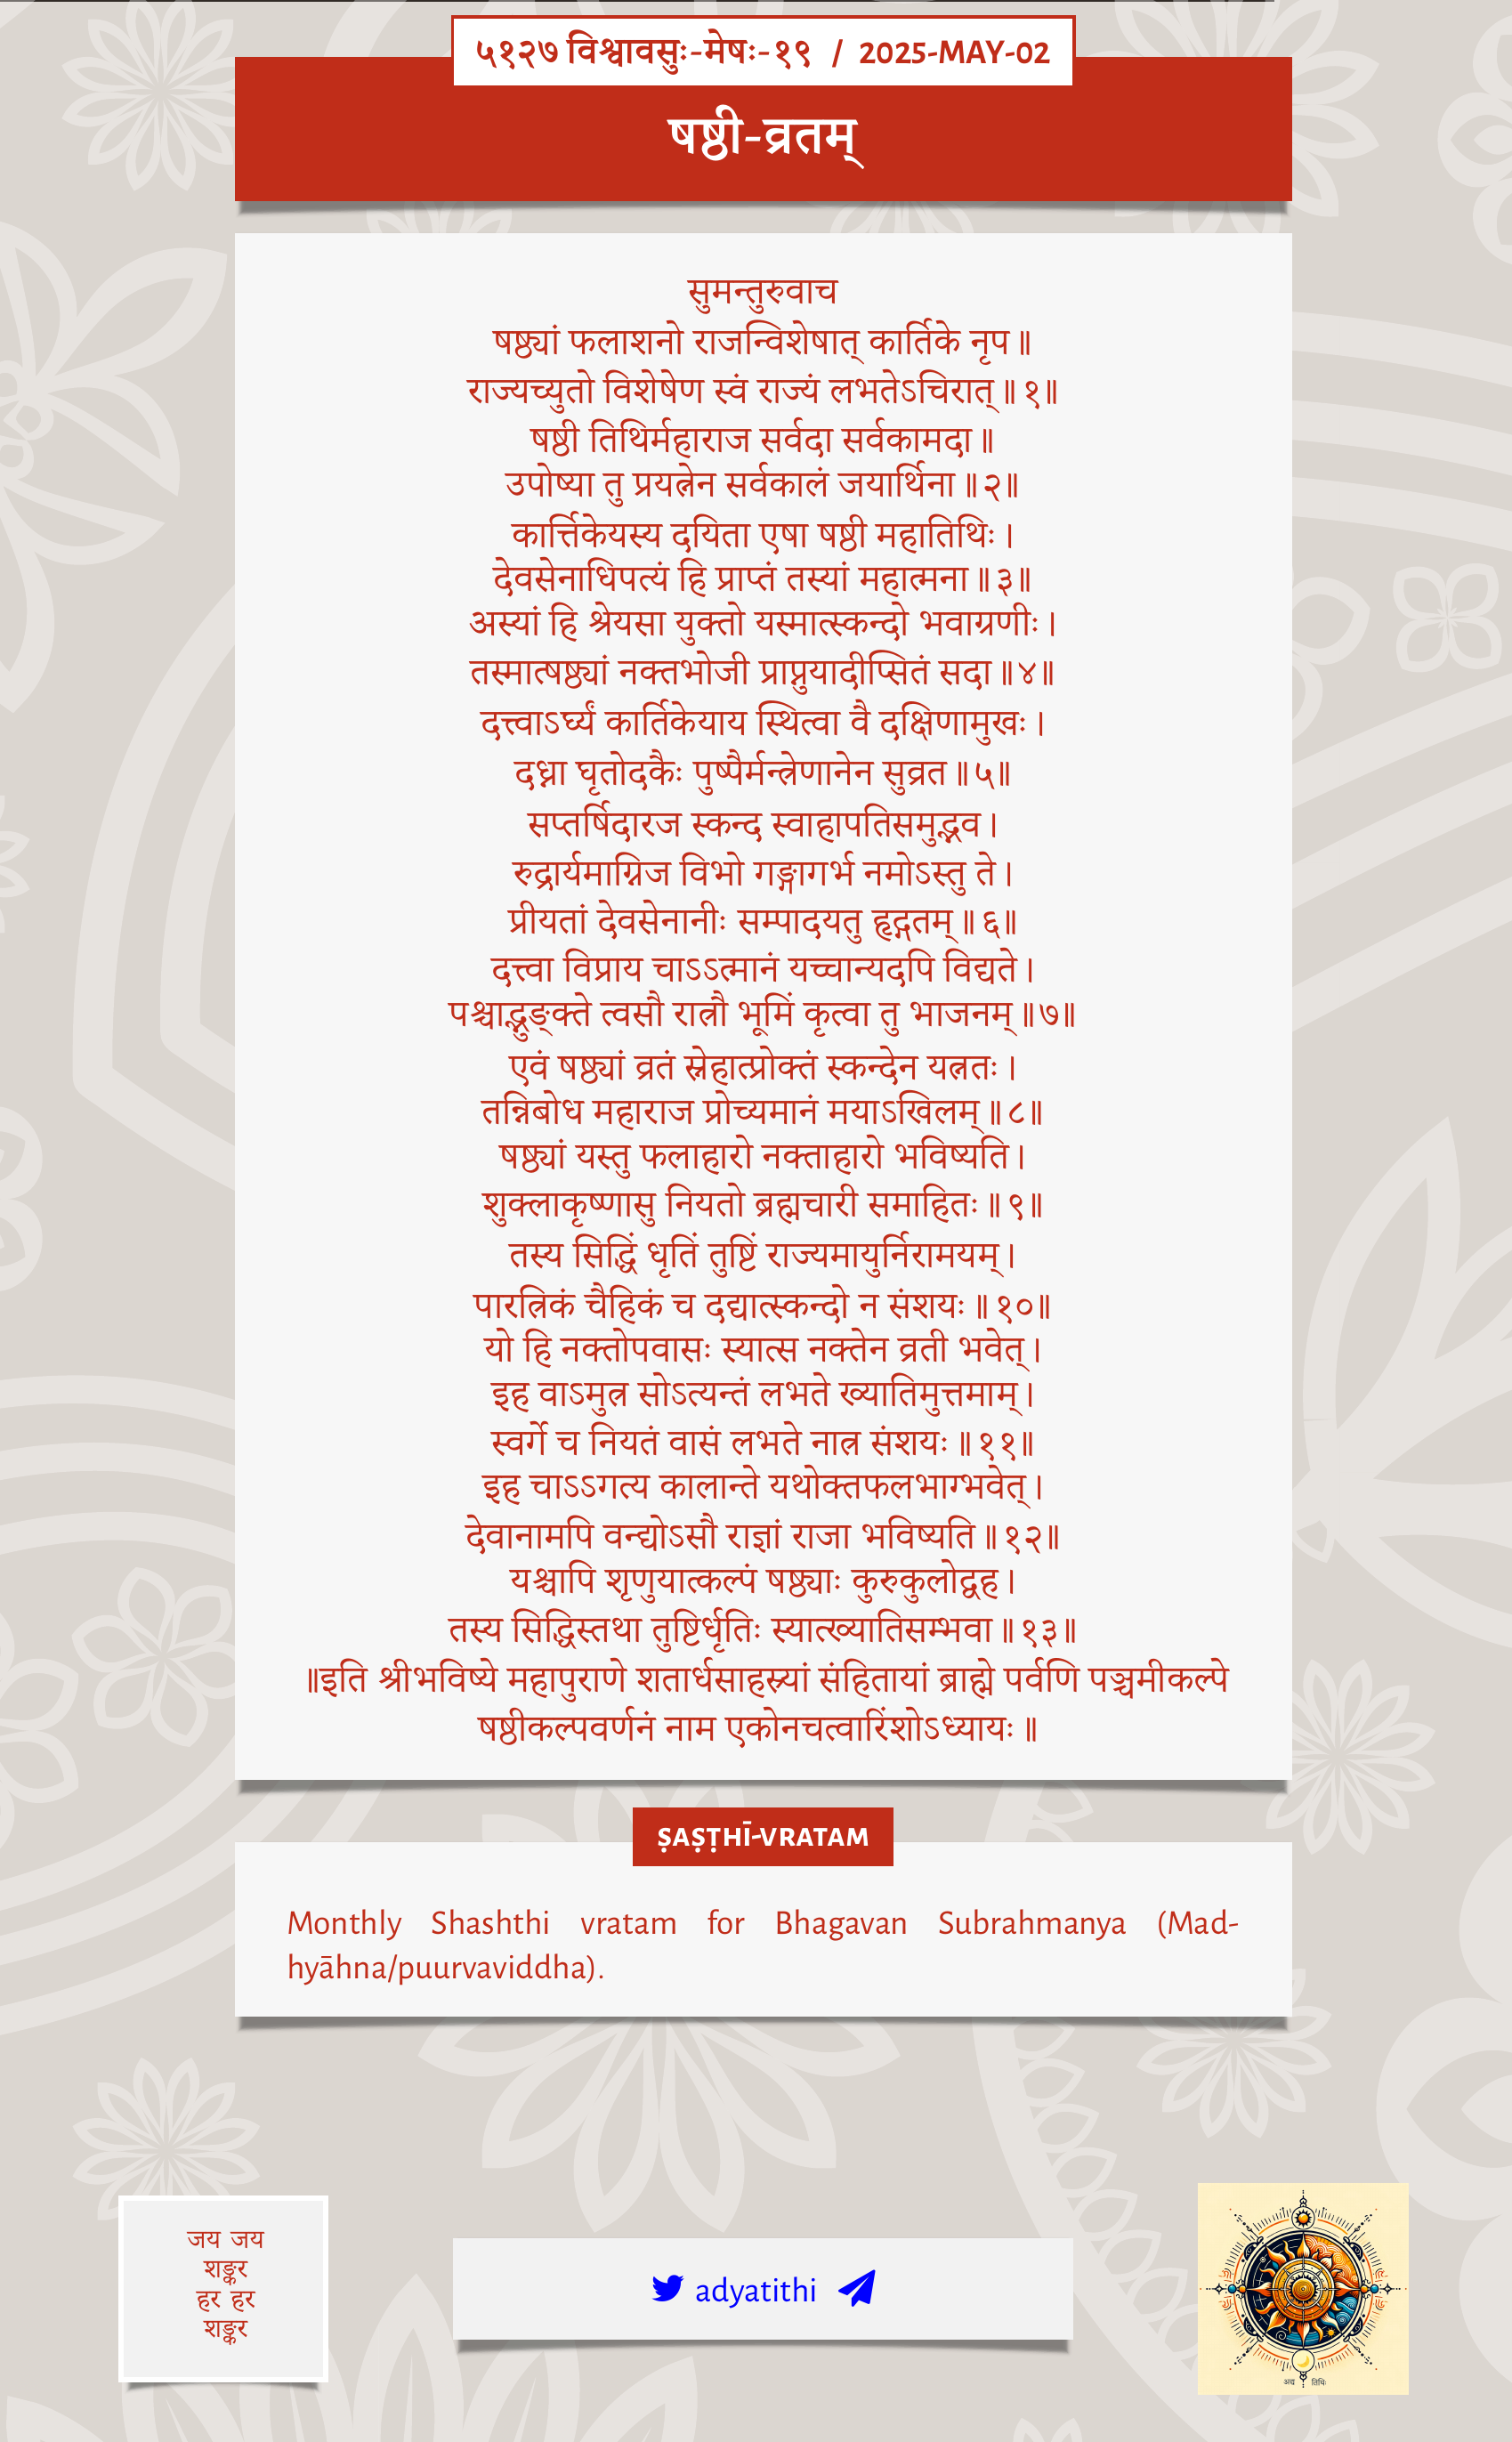 ५१२७ विश्वावसुः-मेषः-१९ / 2025-MAY-02
षष्ठी-व्रतम्
सुमन्तुरुवाच
षष्ठ्यां फलाशनो राजन्विशेषात् कार्तिके नृप॥
राज्यच्युतो विशेषेण स्वं राज्यं लभतेऽचिरात्॥१॥
षष्ठी तिथिर्महाराज सर्वदा सर्वकामदा॥
उपोष्या तु प्रयत्नेन सर्वकालं जयार्थिना॥२॥
कार्त्तिकेयस्य दयिता एषा षष्ठी महातिथिः।
देवसेनाधिपत्यं हि प्राप्तं तस्यां महात्मना॥३॥
अस्यां हि श्रेयसा युक्तो यस्मात्स्कन्दो भवाग्रणीः।
तस्मात्षष्ठ्यां नक्तभोजी प्राप्नुयादीप्सितं सदा॥४॥
दत्त्वाऽर्घ्यं कार्तिकेयाय स्थित्वा वै दक्षिणामुखः।
दध्ना घृतोदकैः पुष्पैर्मन्त्रेणानेन सुव्रत॥५॥
सप्तर्षिदारज स्कन्द स्वाहापतिसमुद्भव।
रुद्रार्यमाग्निज विभो गङ्गागर्भ नमोऽस्तु ते।
प्रीयतां देवसेनानीः सम्पादयतु हृद्गतम्॥६॥
दत्त्वा विप्राय चाऽऽत्मानं यच्चान्यदपि विद्यते।
पश्चाद्भुङ्क्ते त्वसौ रात्रौ भूमिं कृत्वा तु भाजनम्॥७॥
एवं षष्ठ्यां व्रतं स्नेहात्प्रोक्तं स्कन्देन यत्नतः।
तन्निबोध महाराज प्रोच्यमानं मयाऽखिलम्॥८॥
षष्ठ्यां यस्तु फलाहारो नक्ताहारो भविष्यति।
शुक्लाकृष्णासु नियतो ब्रह्मचारी समाहितः॥९॥
तस्य सिद्धिं धृतिं तुष्टिं राज्यमायुर्निरामयम्।
पारत्रिकं चैहिकं च दद्यात्स्कन्दो न संशयः॥१०॥
यो हि नक्तोपवासः स्यात्स नक्तेन व्रती भवेत्।
इह वाऽमुत्र सोऽत्यन्तं लभते ख्यातिमुत्तमाम्।
स्वर्गे च नियतं वासं लभते नात्र संशयः॥११॥
इह चाऽऽगत्य कालान्ते यथोक्तफलभाग्भवेत्।
देवानामपि वन्द्योऽसौ राज्ञां राजा भविष्यति॥१२॥
यश्चापि शृणुयात्कल्पं षष्ठ्याः कुरुकुलोद्वह।
तस्य सिद्धिस्तथा तुष्टिर्धृतिः स्यात्ख्यातिसम्भवा॥१३॥
॥इति श्रीभविष्ये महापुराणे शतार्धसाहस्र्यां संहितायां ब्राह्मे पर्वणि पञ्चमीकल्पे
षष्ठीकल्पवर्णनं नाम एकोनचत्वारिंशोऽध्यायः॥
ṢAṢṬHĪ-VRATAM
Monthly Shashthi vratam for Bhagavan Subrahmanya (Mad-
hyāhna/puurvaviddha).
जय जय
शङ्कर
हर हर
शङ्कर
adyatithi
अद्य तिथिः